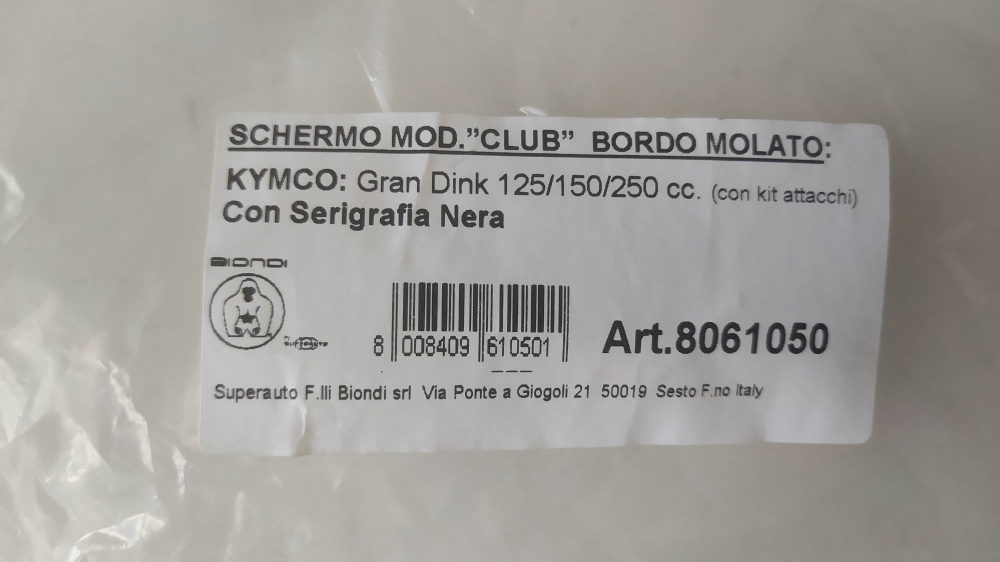 SCHERMO MOD."CLUB" BORDO MOLATO:
KYMCO: Gran Dink 125/150/250 cc. (con kit attacchi)
Con Serigrafia Nera
BIONDI
8 008409 610501
Art.8061050
Superauto F.lli Biondi srl Via Ponte a Giogoli 21 50019 Sesto F.no Italy